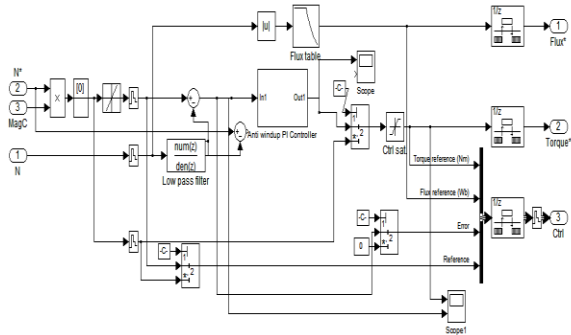 |u|
1/z
1
Flux*
Flux table
N*
2
3
MagC
X
[0]
-C-
Scope
In1 Out1
Anti windup PI Controller
Ctrl sat.
1/z
2
Torque*
1
N
num(z)
den(z)
Low pass filter
Torque reference (Nm)
Flux reference (Wb)
1/z
3
Ctrl
-C-
0
Error
-C-
Reference
Scope1